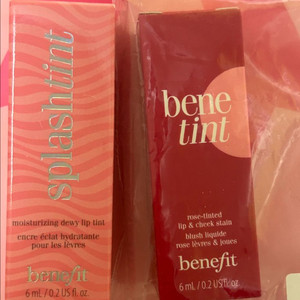 splashtint
moisturizing dewy lip tint
encre éclat hydratante
pour les lèvres
benefit
6 mL / 0.2 US fl. oz.
bene
tint
rose-tinted
lip & cheek stain
blush liquide
rose lèvres & joues
benefit
6 mL / 0.2 US fl. oz.